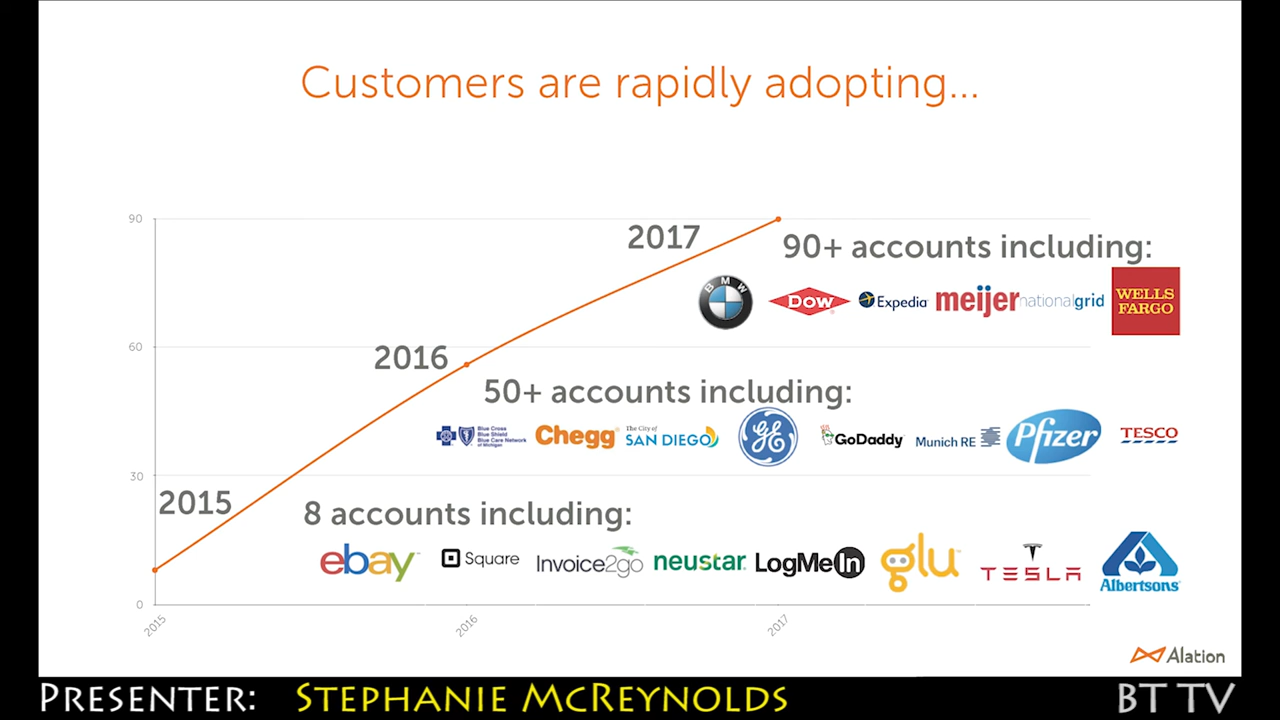 Customers are rapidly adopting...
90
2017
90+ accounts including:
BMW
DOW
Expedia
meijer
nationalgrid
WELLS
FARGO
60
2016
50+ accounts including:
Blue Cross
Blue Shield
Blue Care Network
of Michigan
Chegg
The City of
SAN DIEGO
GE
GoDaddy
Munich RE
Pfizer
TESCO
30
2015
8 accounts including:
ebay
Square
Invoice2go
neustar
LogMeIn
glu
TESLA
Albertsons
0
2015
2016
2017
Alation
PRESENTER: STEPHANIE MCREYNOLDS
BT TV